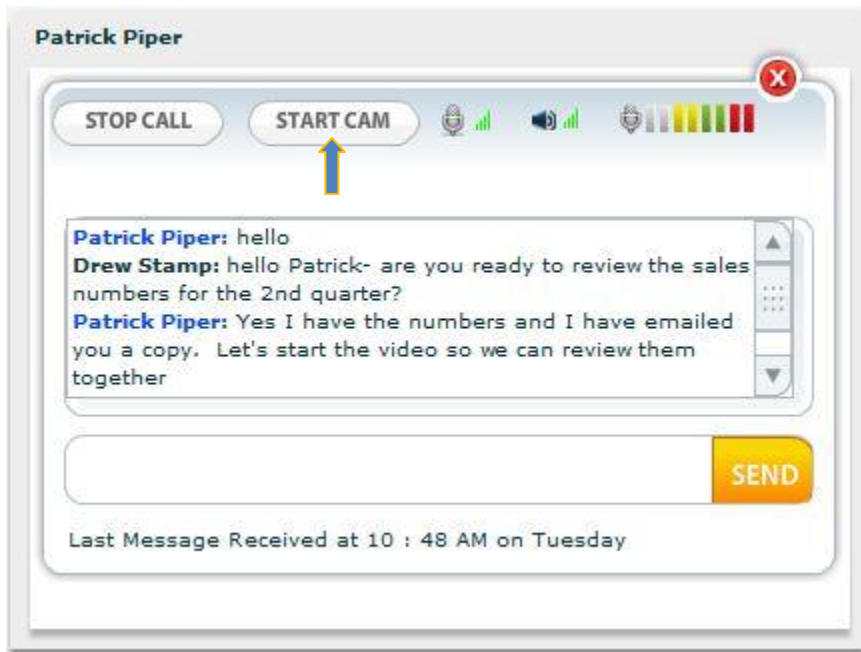 Patrick Piper
X
STOP CALL START CAM
Patrick Piper: hello
Drew Stamp: hello Patrick- are you ready to review the sales
numbers for the 2nd quarter?
Patrick Piper: Yes I have the numbers and I have emailed
you a copy.  Let's start the video so we can review them
together
SEND
Last Message Received at 10 : 48 AM on Tuesday